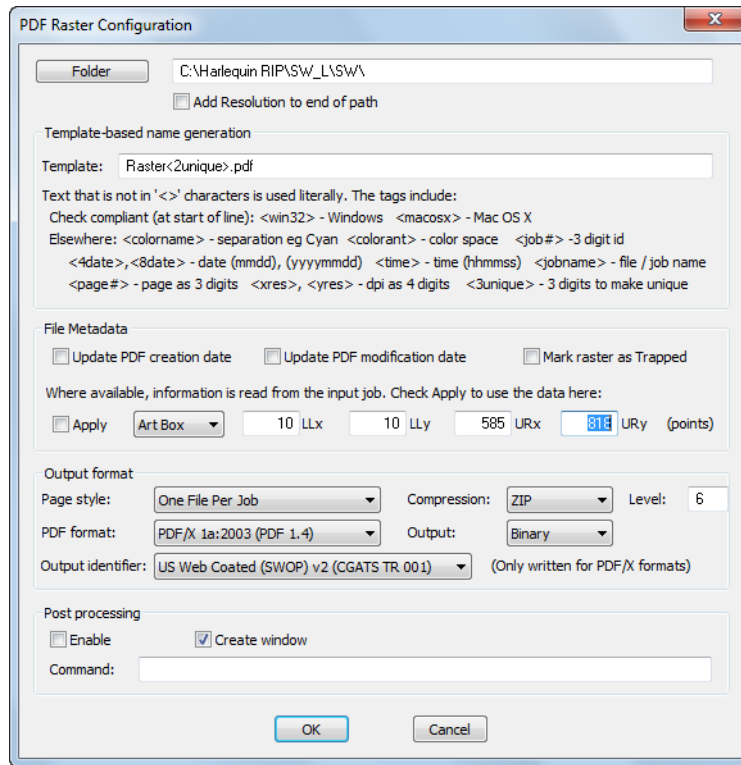 PDF Raster Configuration
Folder C:\Harlequin RIP\SW_L\SW\
Add Resolution to end of path
Template-based name generation
Template: Raster<2unique>.pdf
Text that is not in '<>' characters is used literally. The tags include:
Check compliant (at start of line): <win32> - Windows <macosx> - Mac OS X
Elsewhere: <colorname> - separation eg Cyan <colorant> - color space <job#> -3 digit id
<4date>,<8date> - date (mmdd), (yyyymmdd) <time> - time (hhmmss) <jobname> - file / job name
<page#> - page as 3 digits <xres>, <yres> - dpi as 4 digits <3unique> - 3 digits to make unique
File Metadata
Update PDF creation date Update PDF modification date Mark raster as Trapped
Where available, information is read from the input job. Check Apply to use the data here:
Apply Art Box 10 LLx 10 LLy 585 URx 818 URy (points)
Output format
Page style: One File Per Job Compression: ZIP Level: 6
PDF format: PDF/X 1a:2003 (PDF 1.4) Output: Binary
Output identifier: US Web Coated (SWOP) v2 (CGATS TR 001) (Only written for PDF/X formats)
Post processing
Enable Create window
Command:
OK Cancel